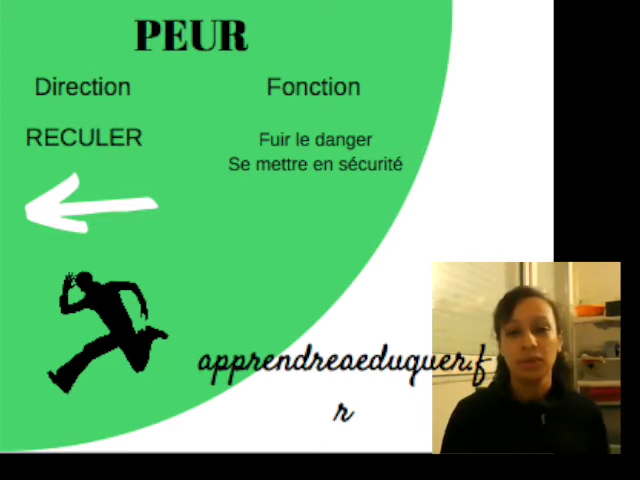 PEUR
Direction
Fonction
RECULER
Fuir le danger
Se mettre en sécurité
apprendreaeduquer.f
r